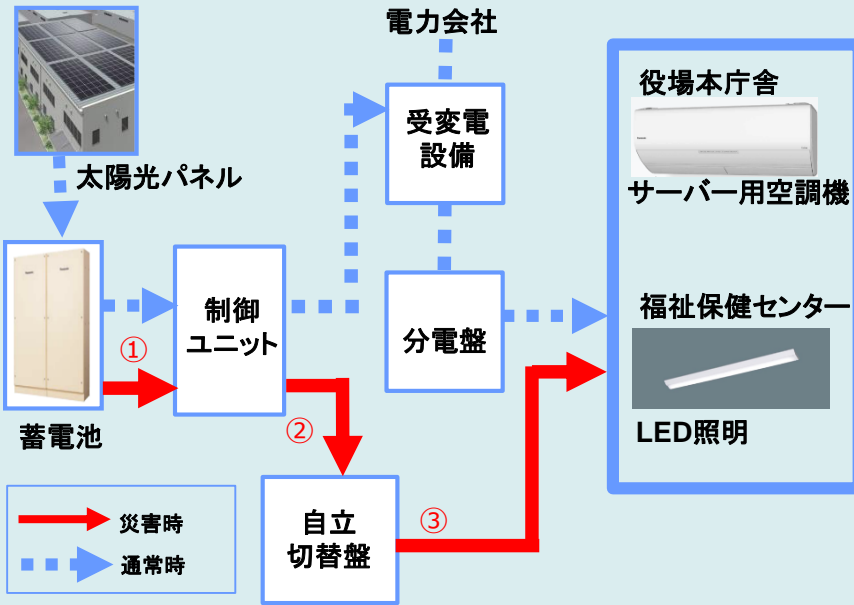 電力会社
太陽光パネル
受変電
設備
役場本庁舎
サーバー用空調機
制御
ユニット
分電盤
福祉保健センター
LED照明
蓄電池
①
②
③
自立
切替盤
災害時
通常時